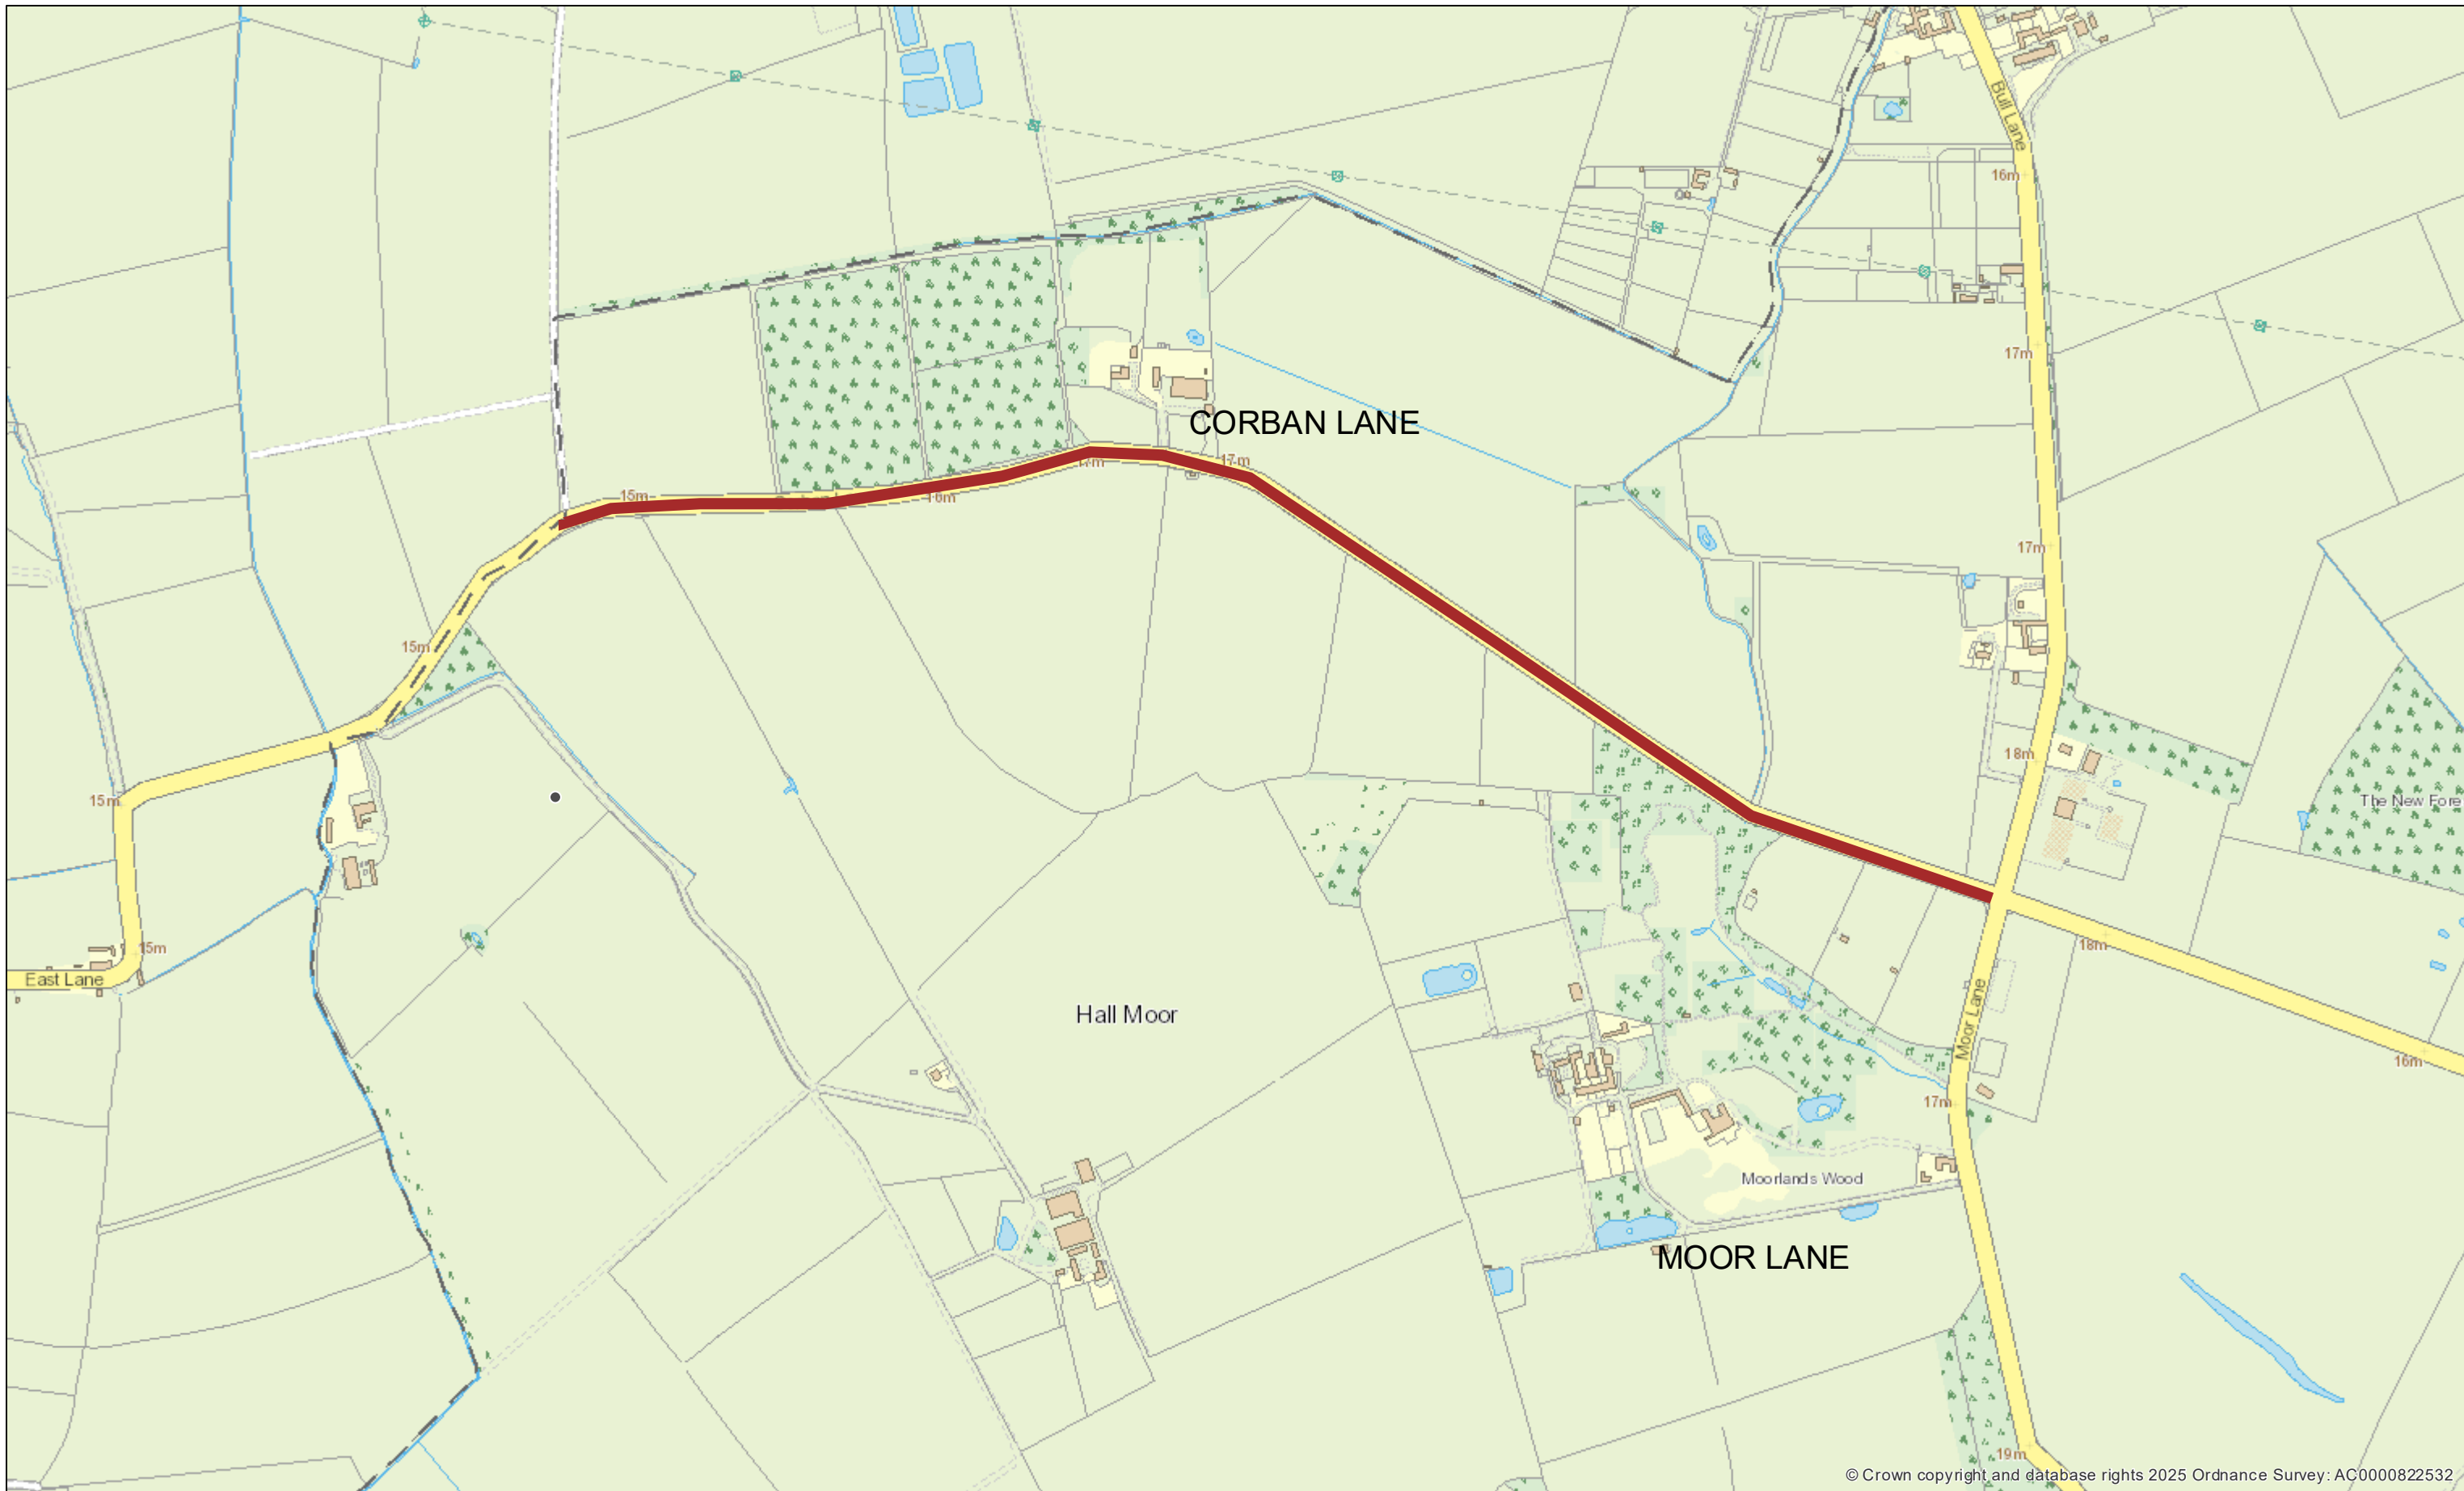 Bull Lane
16m
17m
CORBAN LANE
17m
17m
15m
16m
17m
15m
18m
15m
The New Fore
15m
18m
East Lane
Hall Moor
Moor Lane
16m
17m
Moorlands Wood
MOOR LANE
19m
© Crown copyright and database rights 2025 Ordnance Survey: AC0000822532